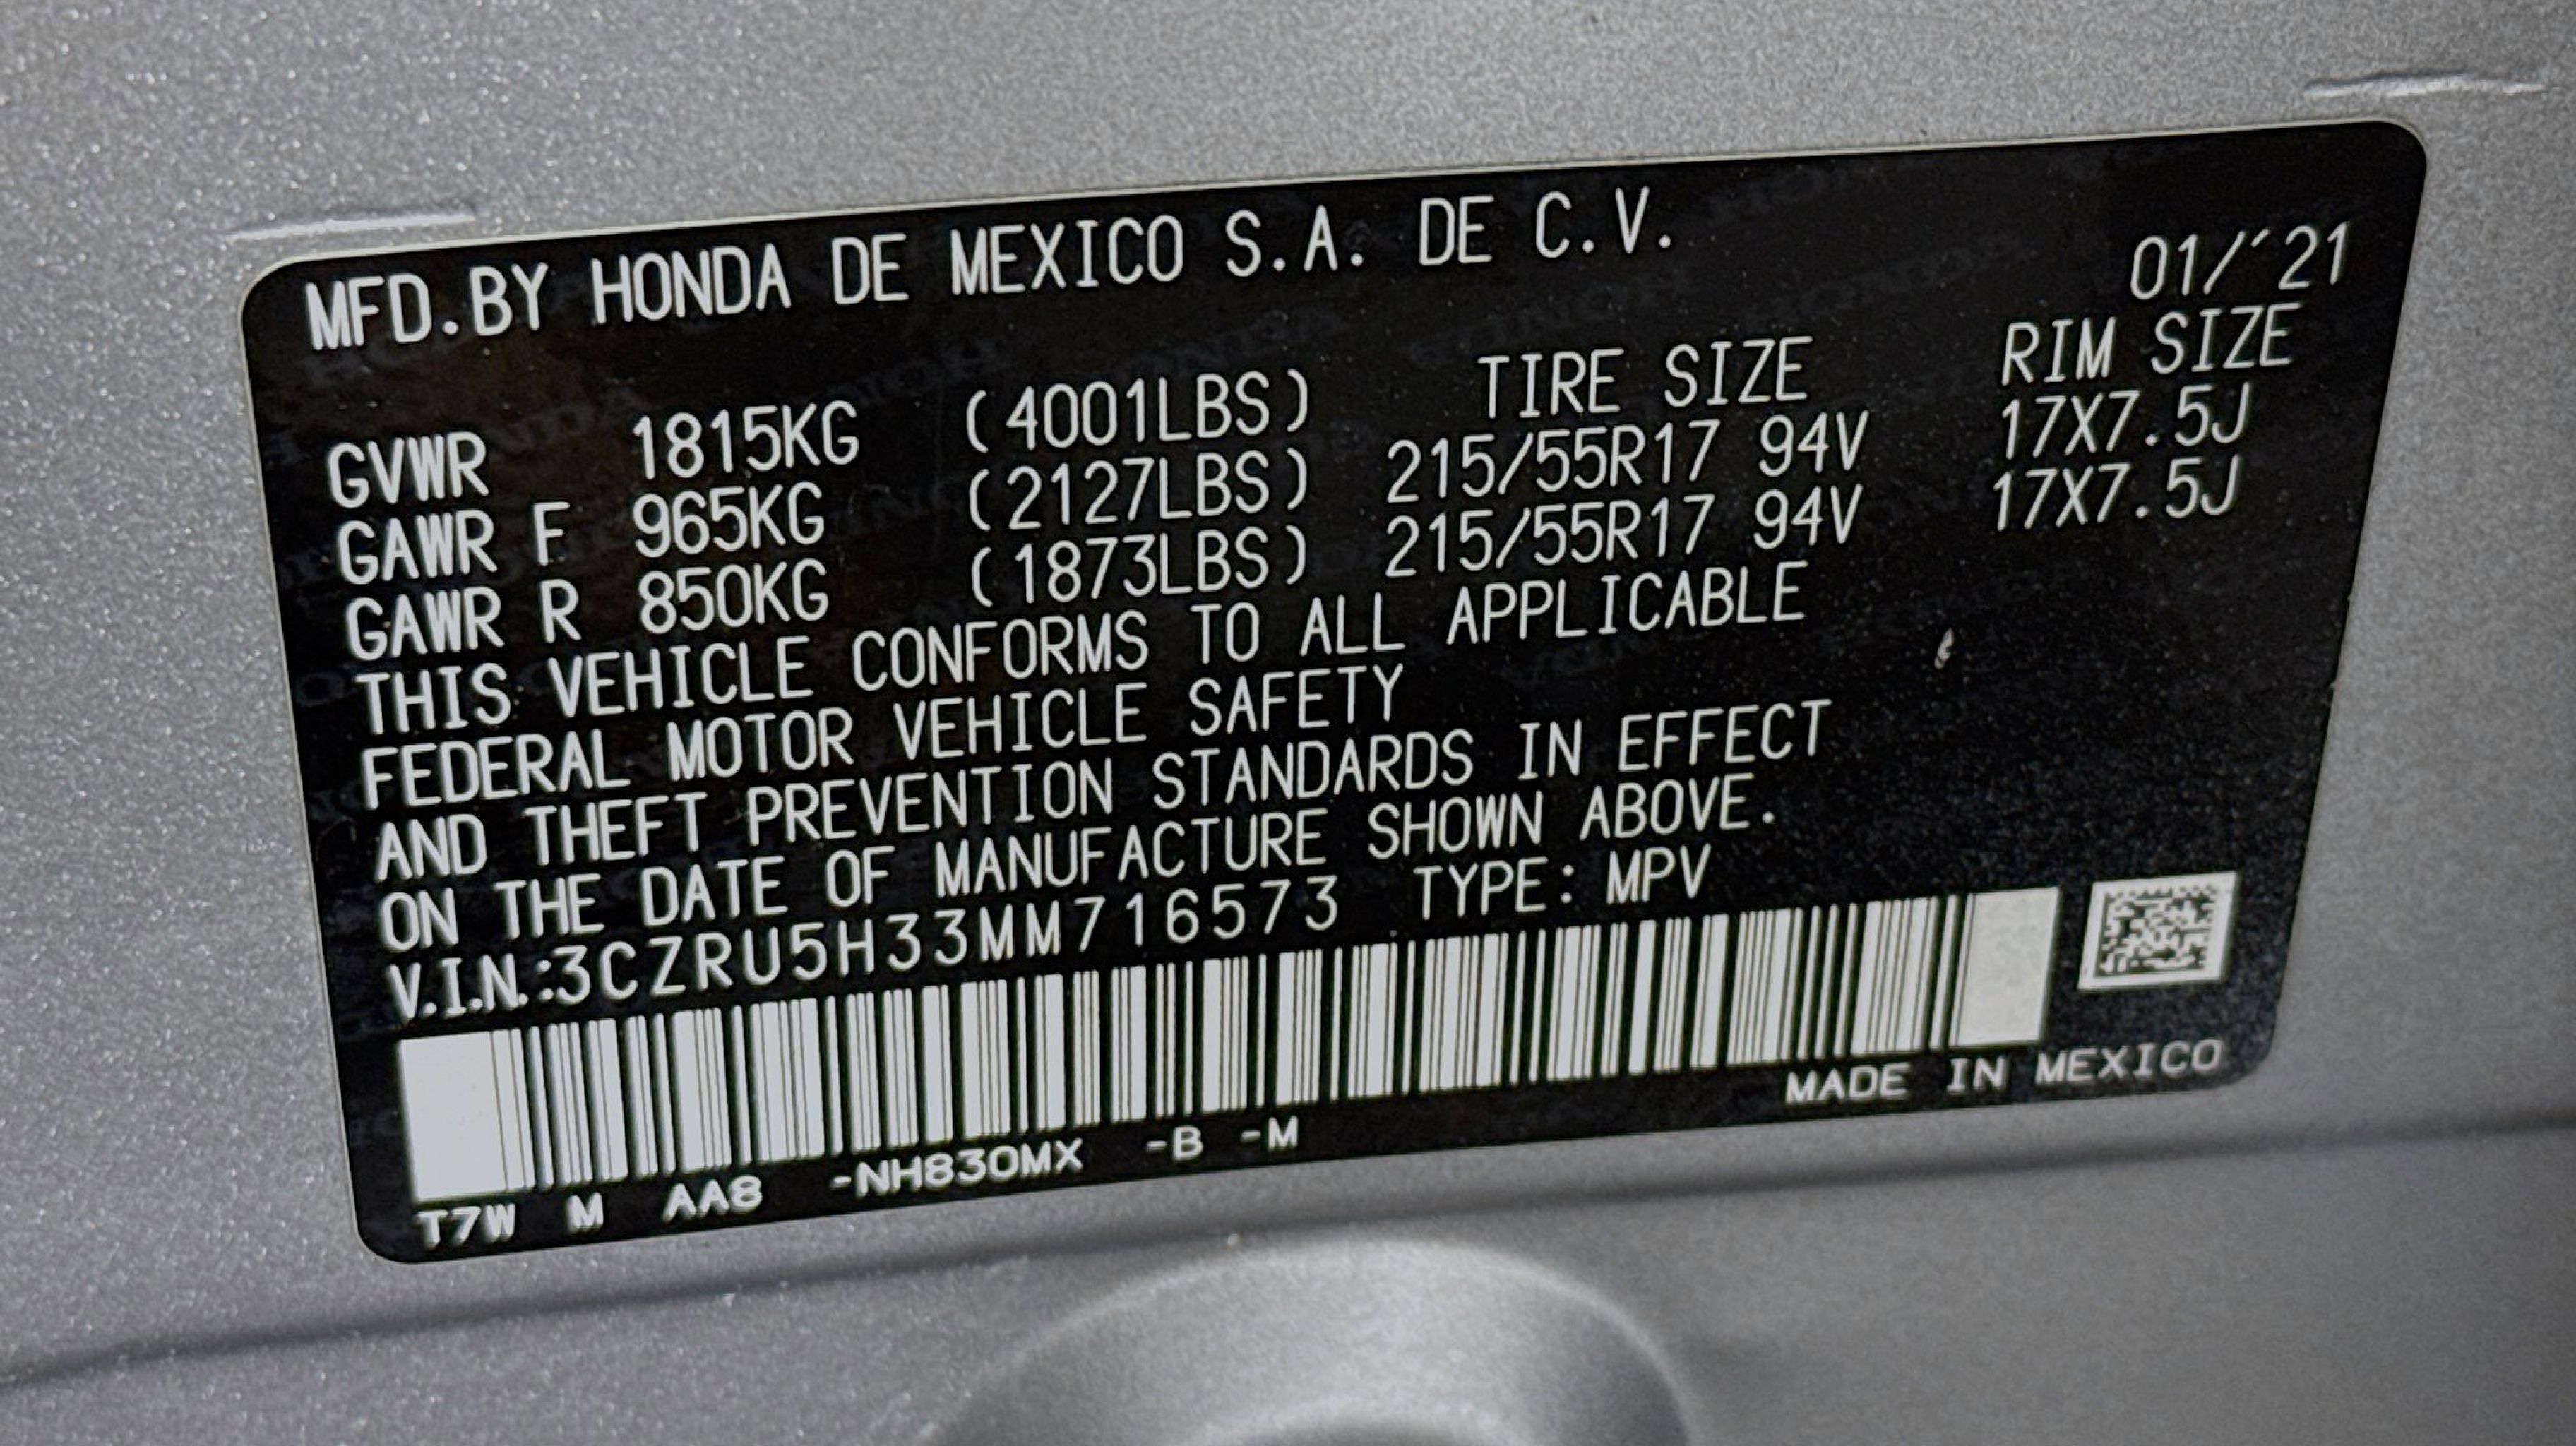 MFD.BY HONDA DE MEXICO S.A. DE C.V.
01/'21
TIRE SIZE RIM SIZE
GVWR 1815KG (4001LBS)
GAWR F 965KG (2127LBS) 215/55R17 94V 17X7.5J
GAWR R 850KG (1873LBS) 215/55R17 94V 17X7.5J
THIS VEHICLE CONFORMS TO ALL APPLICABLE
FEDERAL MOTOR VEHICLE SAFETY
AND THEFT PREVENTION STANDARDS IN EFFECT
ON THE DATE OF MANUFACTURE SHOWN ABOVE.
V.I.N.:3CZRU5H33MM716573 TYPE: MPV
MADE IN MEXICO
T7W M AA8 -NH830MX -B -M